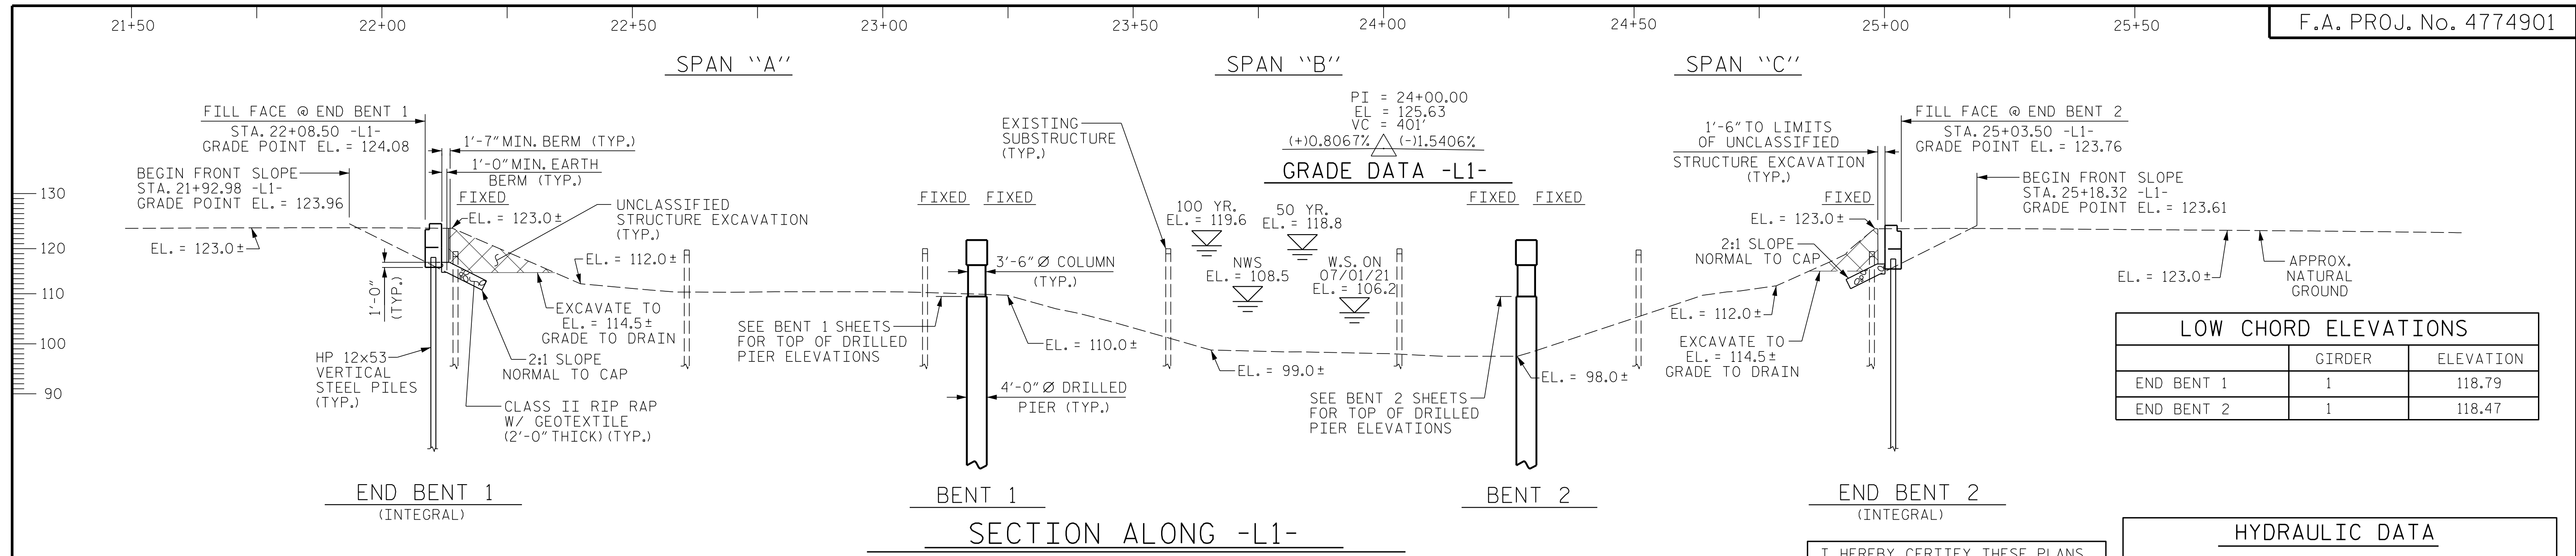 21+50
22+00
22+50
23+00
23+50
24+00
24+50
25+00
25+50
F.A. PROJ. No. 4774901
SPAN ``A''
SPAN ``B''
SPAN ``C''
FILL FACE @ END BENT 1
STA. 22+08.50 -L1-
GRADE POINT EL. = 124.08
1'-7" MIN. BERM (TYP.)
1'-0" MIN. EARTH
BERM (TYP.)
BEGIN FRONT SLOPE
STA. 21+92.98 -L1-
GRADE POINT EL. = 123.96
FIXED
EL. = 123.0±
UNCLASSIFIED
STRUCTURE EXCAVATION
(TYP.)
EL. = 123.0±
EL. = 112.0±
1'-0"
(TYP.)
EXCAVATE TO
EL. = 114.5±
GRADE TO DRAIN
2:1 SLOPE
NORMAL TO CAP
HP 12x53
VERTICAL
STEEL PILES
(TYP.)
CLASS II RIP RAP
W/ GEOTEXTILE
(2'-0" THICK) (TYP.)
130
120
110
100
90
EXISTING
SUBSTRUCTURE
(TYP.)
PI = 24+00.00
EL = 125.63
VC = 401'
(+)0.8067% (-)1.5406%
GRADE DATA -L1-
FIXED FIXED
3'-6" Ø COLUMN
(TYP.)
SEE BENT 1 SHEETS
FOR TOP OF DRILLED
PIER ELEVATIONS
EL. = 110.0±
4'-0" Ø DRILLED
PIER (TYP.)
100 YR.
EL. = 119.6
50 YR.
EL. = 118.8
NWS
EL. = 108.5
W.S. ON
07/01/21
EL. = 106.2
EL. = 99.0±
FIXED FIXED
SEE BENT 2 SHEETS
FOR TOP OF DRILLED
PIER ELEVATIONS
EL. = 98.0±
1'-6" TO LIMITS
OF UNCLASSIFIED
STRUCTURE EXCAVATION
(TYP.)
FILL FACE @ END BENT 2
STA. 25+03.50 -L1-
GRADE POINT EL. = 123.76
BEGIN FRONT SLOPE
STA. 25+18.32 -L1-
GRADE POINT EL. = 123.61
FIXED
EL. = 123.0±
2:1 SLOPE
NORMAL TO CAP
EL. = 112.0±
EXCAVATE TO
EL. = 114.5±
GRADE TO DRAIN
EL. = 123.0±
APPROX.
NATURAL
GROUND
LOW CHORD ELEVATIONS
GIRDER ELEVATION
END BENT 1 1 118.79
END BENT 2 1 118.47
END BENT 1
(INTEGRAL)
BENT 1
BENT 2
END BENT 2
(INTEGRAL)
SECTION ALONG -L1-
I HEREBY CERTIFY THESE PLANS
HYDRAULIC DATA